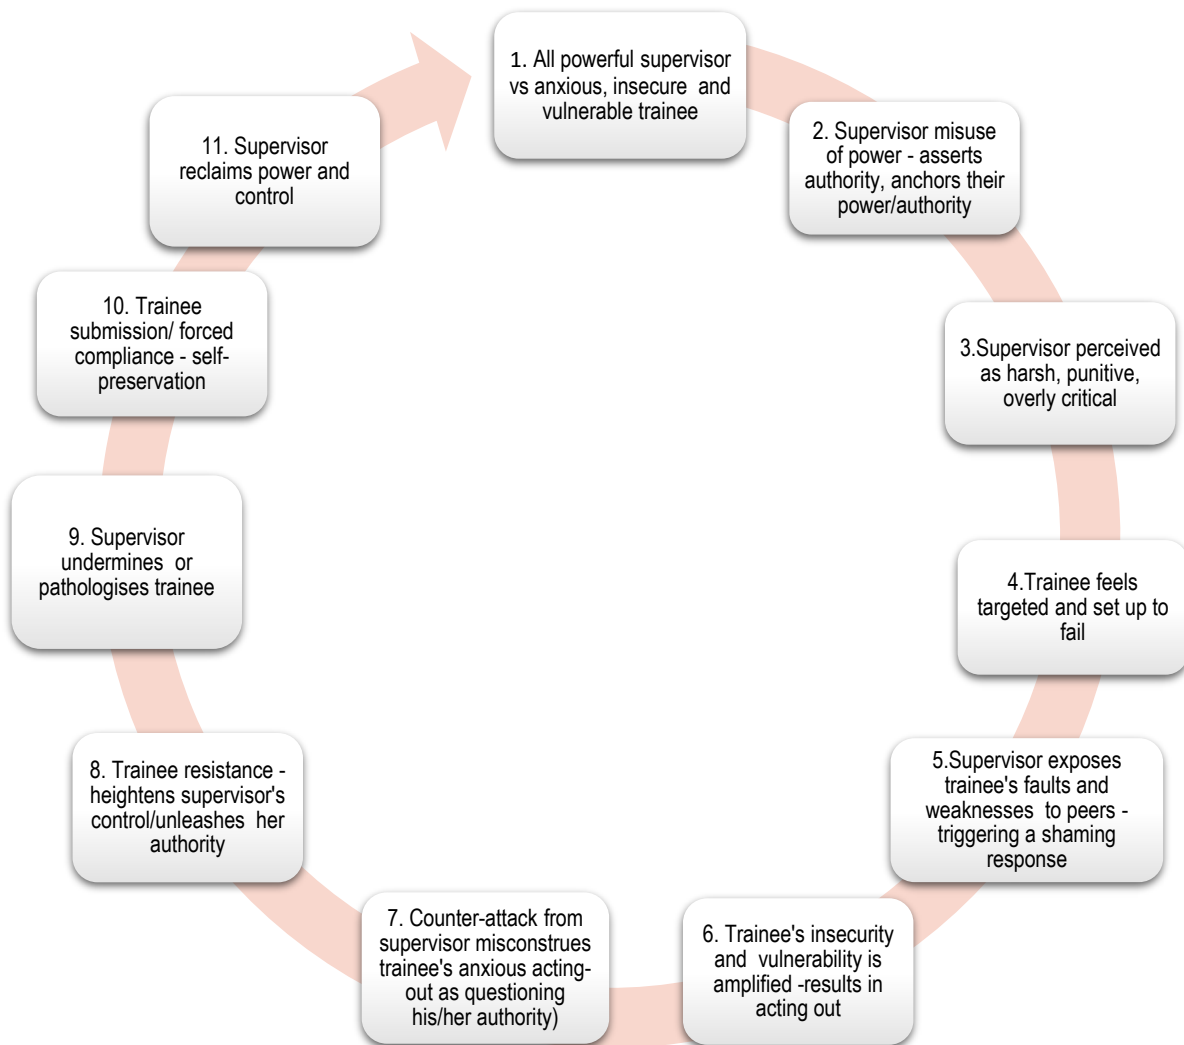 1. All powerful supervisor
vs anxious, insecure and
vulnerable trainee
2. Supervisor misuse
of power - asserts
authority, anchors their
power/authority
3.Supervisor perceived
as harsh, punitive,
overly critical
4.Trainee feels
targeted and set up to
fail
5.Supervisor exposes
trainee's faults and
weaknesses to peers -
triggering a shaming
response
6. Trainee's insecurity
and vulnerability is
amplified -results in
acting out
7. Counter-attack from
supervisor misconstrues
trainee's anxious acting-
out as questioning
his/her authority)
8. Trainee resistance -
heightens supervisor's
control/unleashes her
authority
9. Supervisor
undermines or
pathologises trainee
10. Trainee
submission/ forced
compliance - self-
preservation
11. Supervisor
reclaims power and
control